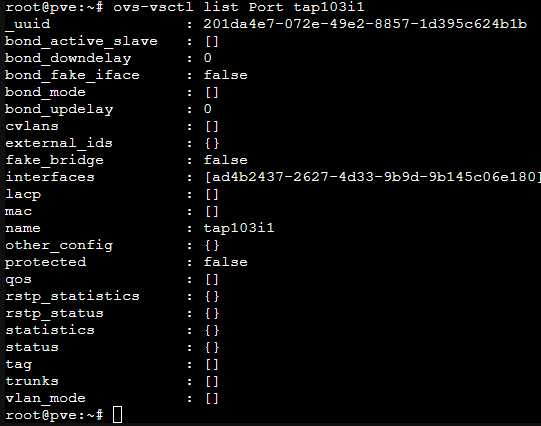 root@pve:~# ovs-vsctl list Port tap103i1
_uuid               : 201da4e7-072e-49e2-8857-1d395c624b1b
bond_active_slave   : []
bond_downdelay      : 0
bond_fake_iface     : false
bond_mode           : []
bond_updelay        : 0
cvlans              : []
external_ids        : {}
fake_bridge         : false
interfaces          : [ad4b2437-2627-4d33-9b9d-9b145c06e180]
lacp                : []
mac                 : []
name                : tap103i1
other_config        : {}
protected           : false
qos                 : []
rstp_statistics     : {}
rstp_status         : {}
statistics          : {}
status              : {}
tag                 : []
trunks              : []
vlan_mode           : []
root@pve:~#